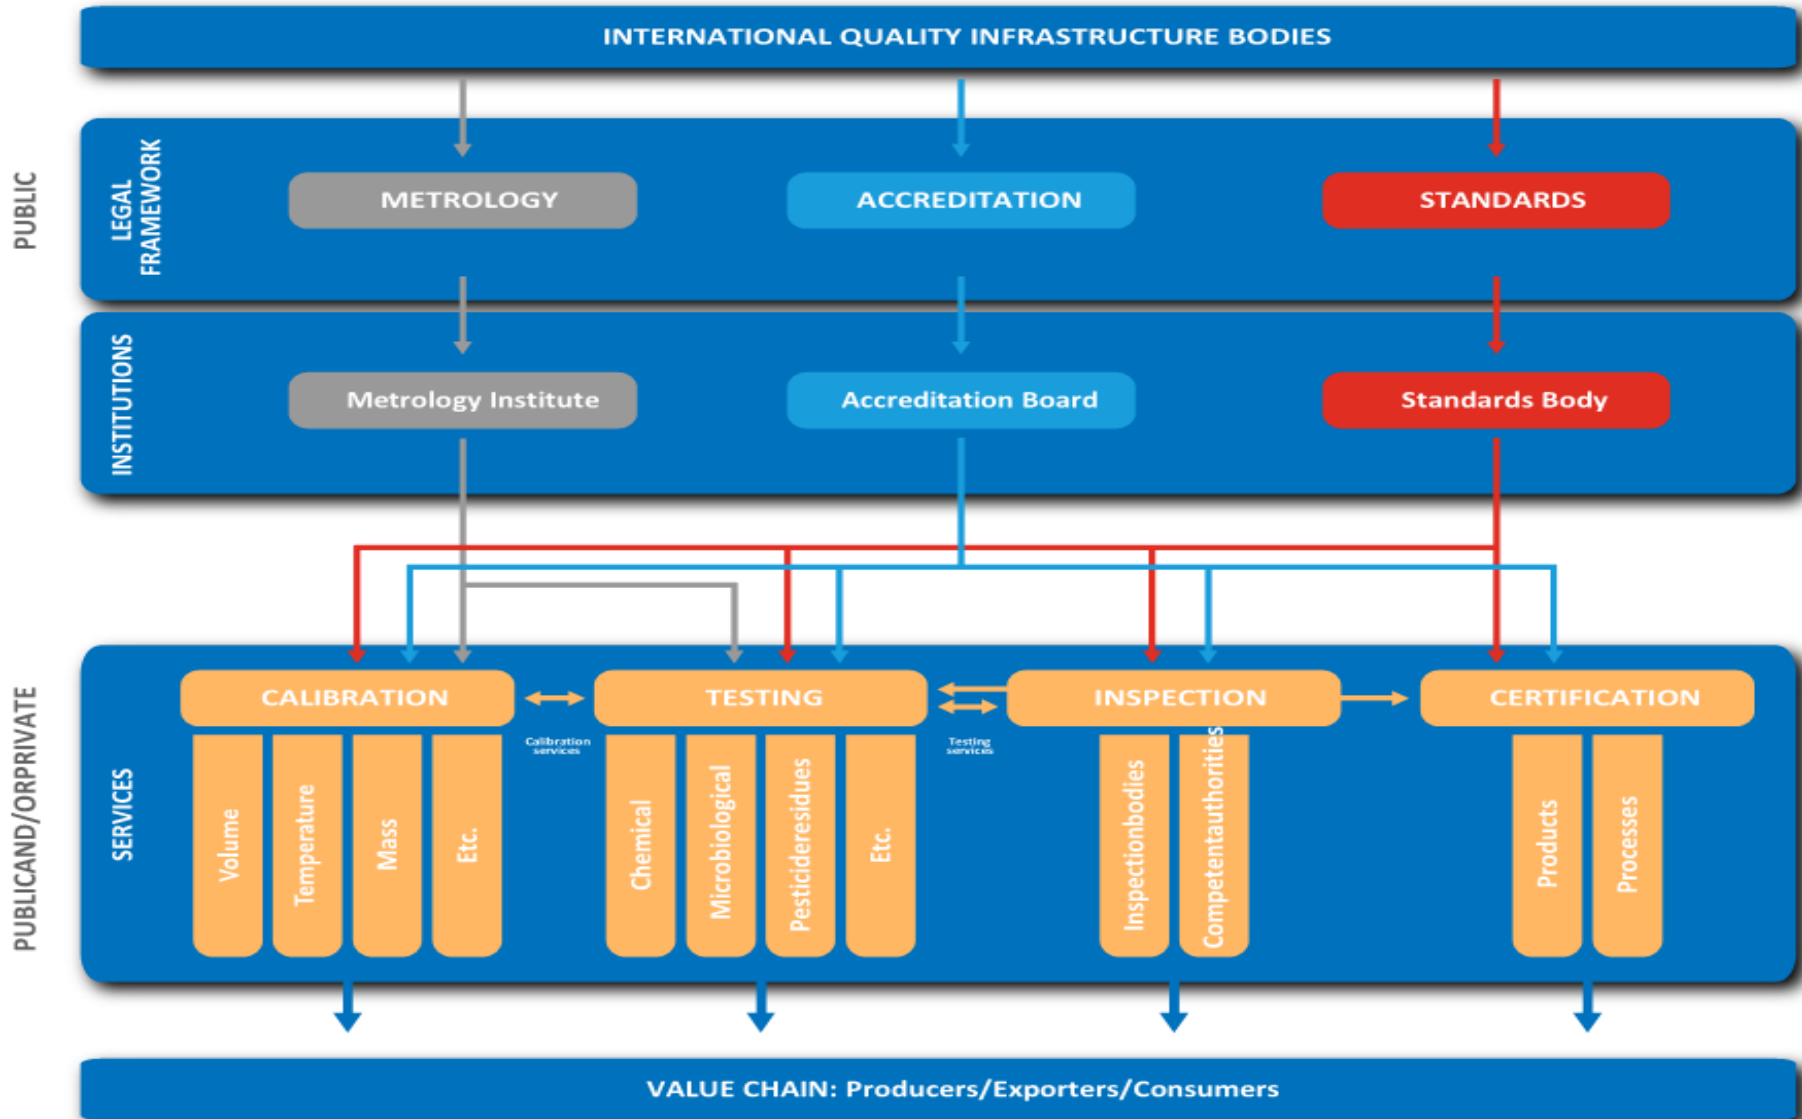 INTERNATIONAL QUALITY INFRASTRUCTURE BODIES
PUBLIC
LEGAL
FRAMEWORK
METROLOGY
ACCREDITATION
STANDARDS
INSTITUTIONS
Metrology Institute
Accreditation Board
Standards Body
PUBLICAND/ORPRIVATE
SERVICES
CALIBRATION
TESTING
INSPECTION
CERTIFICATION
Calibration
services
Testing
services
Volume
Temperature
Mass
Etc.
Chemical
Microbiological
Pesticideresidues
Etc.
Inspectionbodies
Competentauthorities
Products
Processes
VALUE CHAIN: Producers/Exporters/Consumers